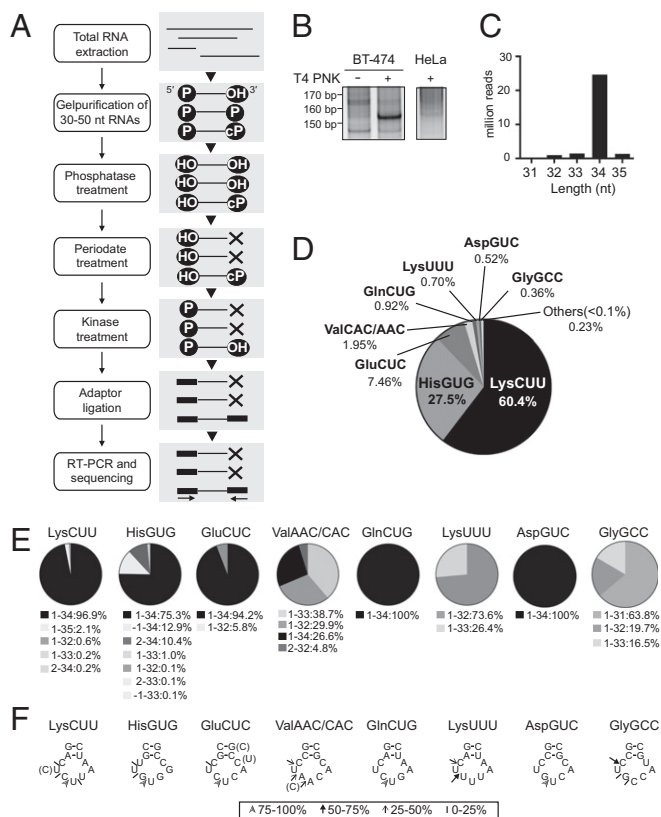 A
Total RNA
extraction
Gelpurification of
30-50 nt RNAs
Phosphatase
treatment
Periodate
treatment
Kinase
treatment
Adaptor
ligation
RT-PCR and
sequencing
5' P OH 3'
P P
P cP
HO OH
HO OH
HO cP
HO
HO
HO cP
P
P
P OH
B
BT-474 HeLa
T4 PNK - + +
170 bp
160 bp
150 bp
C
million reads
30
20
10
0
31 32 33 34 35
Length (nt)
D
AspGUC
0.52%
LysUUU
0.70%
GlyGCC
0.36%
GlnCUG
0.92%
Others(<0.1%)
0.23%
ValCAC/AAC
1.95%
GluCUC
7.46%
HisGUG
27.5%
LysCUU
60.4%
E
LysCUU HisGUG GluCUC ValAAC/CAC GlnCUG LysUUU AspGUC GlyGCC
1-34:96.9%
1-35:2.1%
1-32:0.6%
1-33:0.2%
2-34:0.2%
1-34:75.3%
-1-34:12.9%
2-34:10.4%
1-33:1.0%
1-32:0.1%
2-33:0.1%
-1-33:0.1%
1-34:94.2%
1-32:5.8%
1-33:38.7%
1-32:29.9%
1-34:26.6%
2-32:4.8%
1-34:100%
1-32:73.6%
1-33:26.4%
1-34:100%
1-31:63.8%
1-32:19.7%
1-33:16.5%
F
LysCUU HisGUG GluCUC ValAAC/CAC GlnCUG LysUUU AspGUC GlyGCC
75-100% 50-75% 25-50% 0-25%